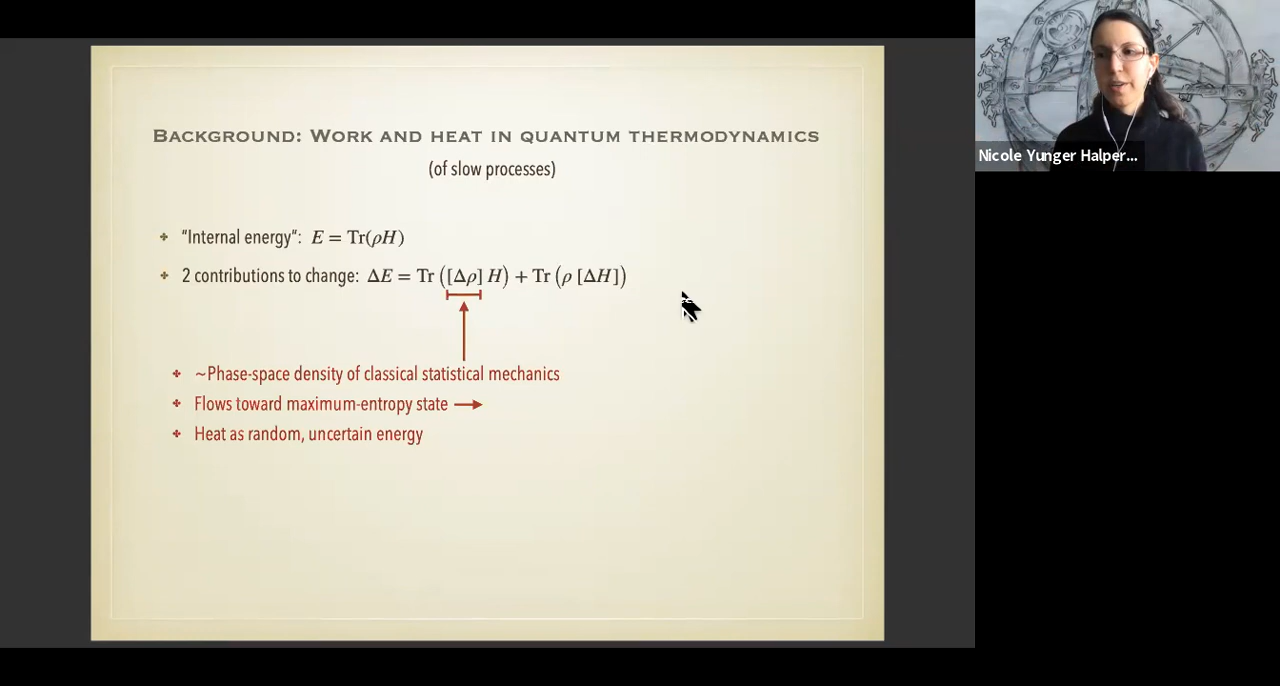 BACKGROUND: WORK AND HEAT IN QUANTUM THERMODYNAMICS
(of slow processes)
"Internal energy": E = Tr(ρH)
2 contributions to change: ΔE = Tr ([Δρ] H) + Tr (ρ [ΔH])
~Phase-space density of classical statistical mechanics
Flows toward maximum-entropy state →
Heat as random, uncertain energy
Nicole Yunger Halper...